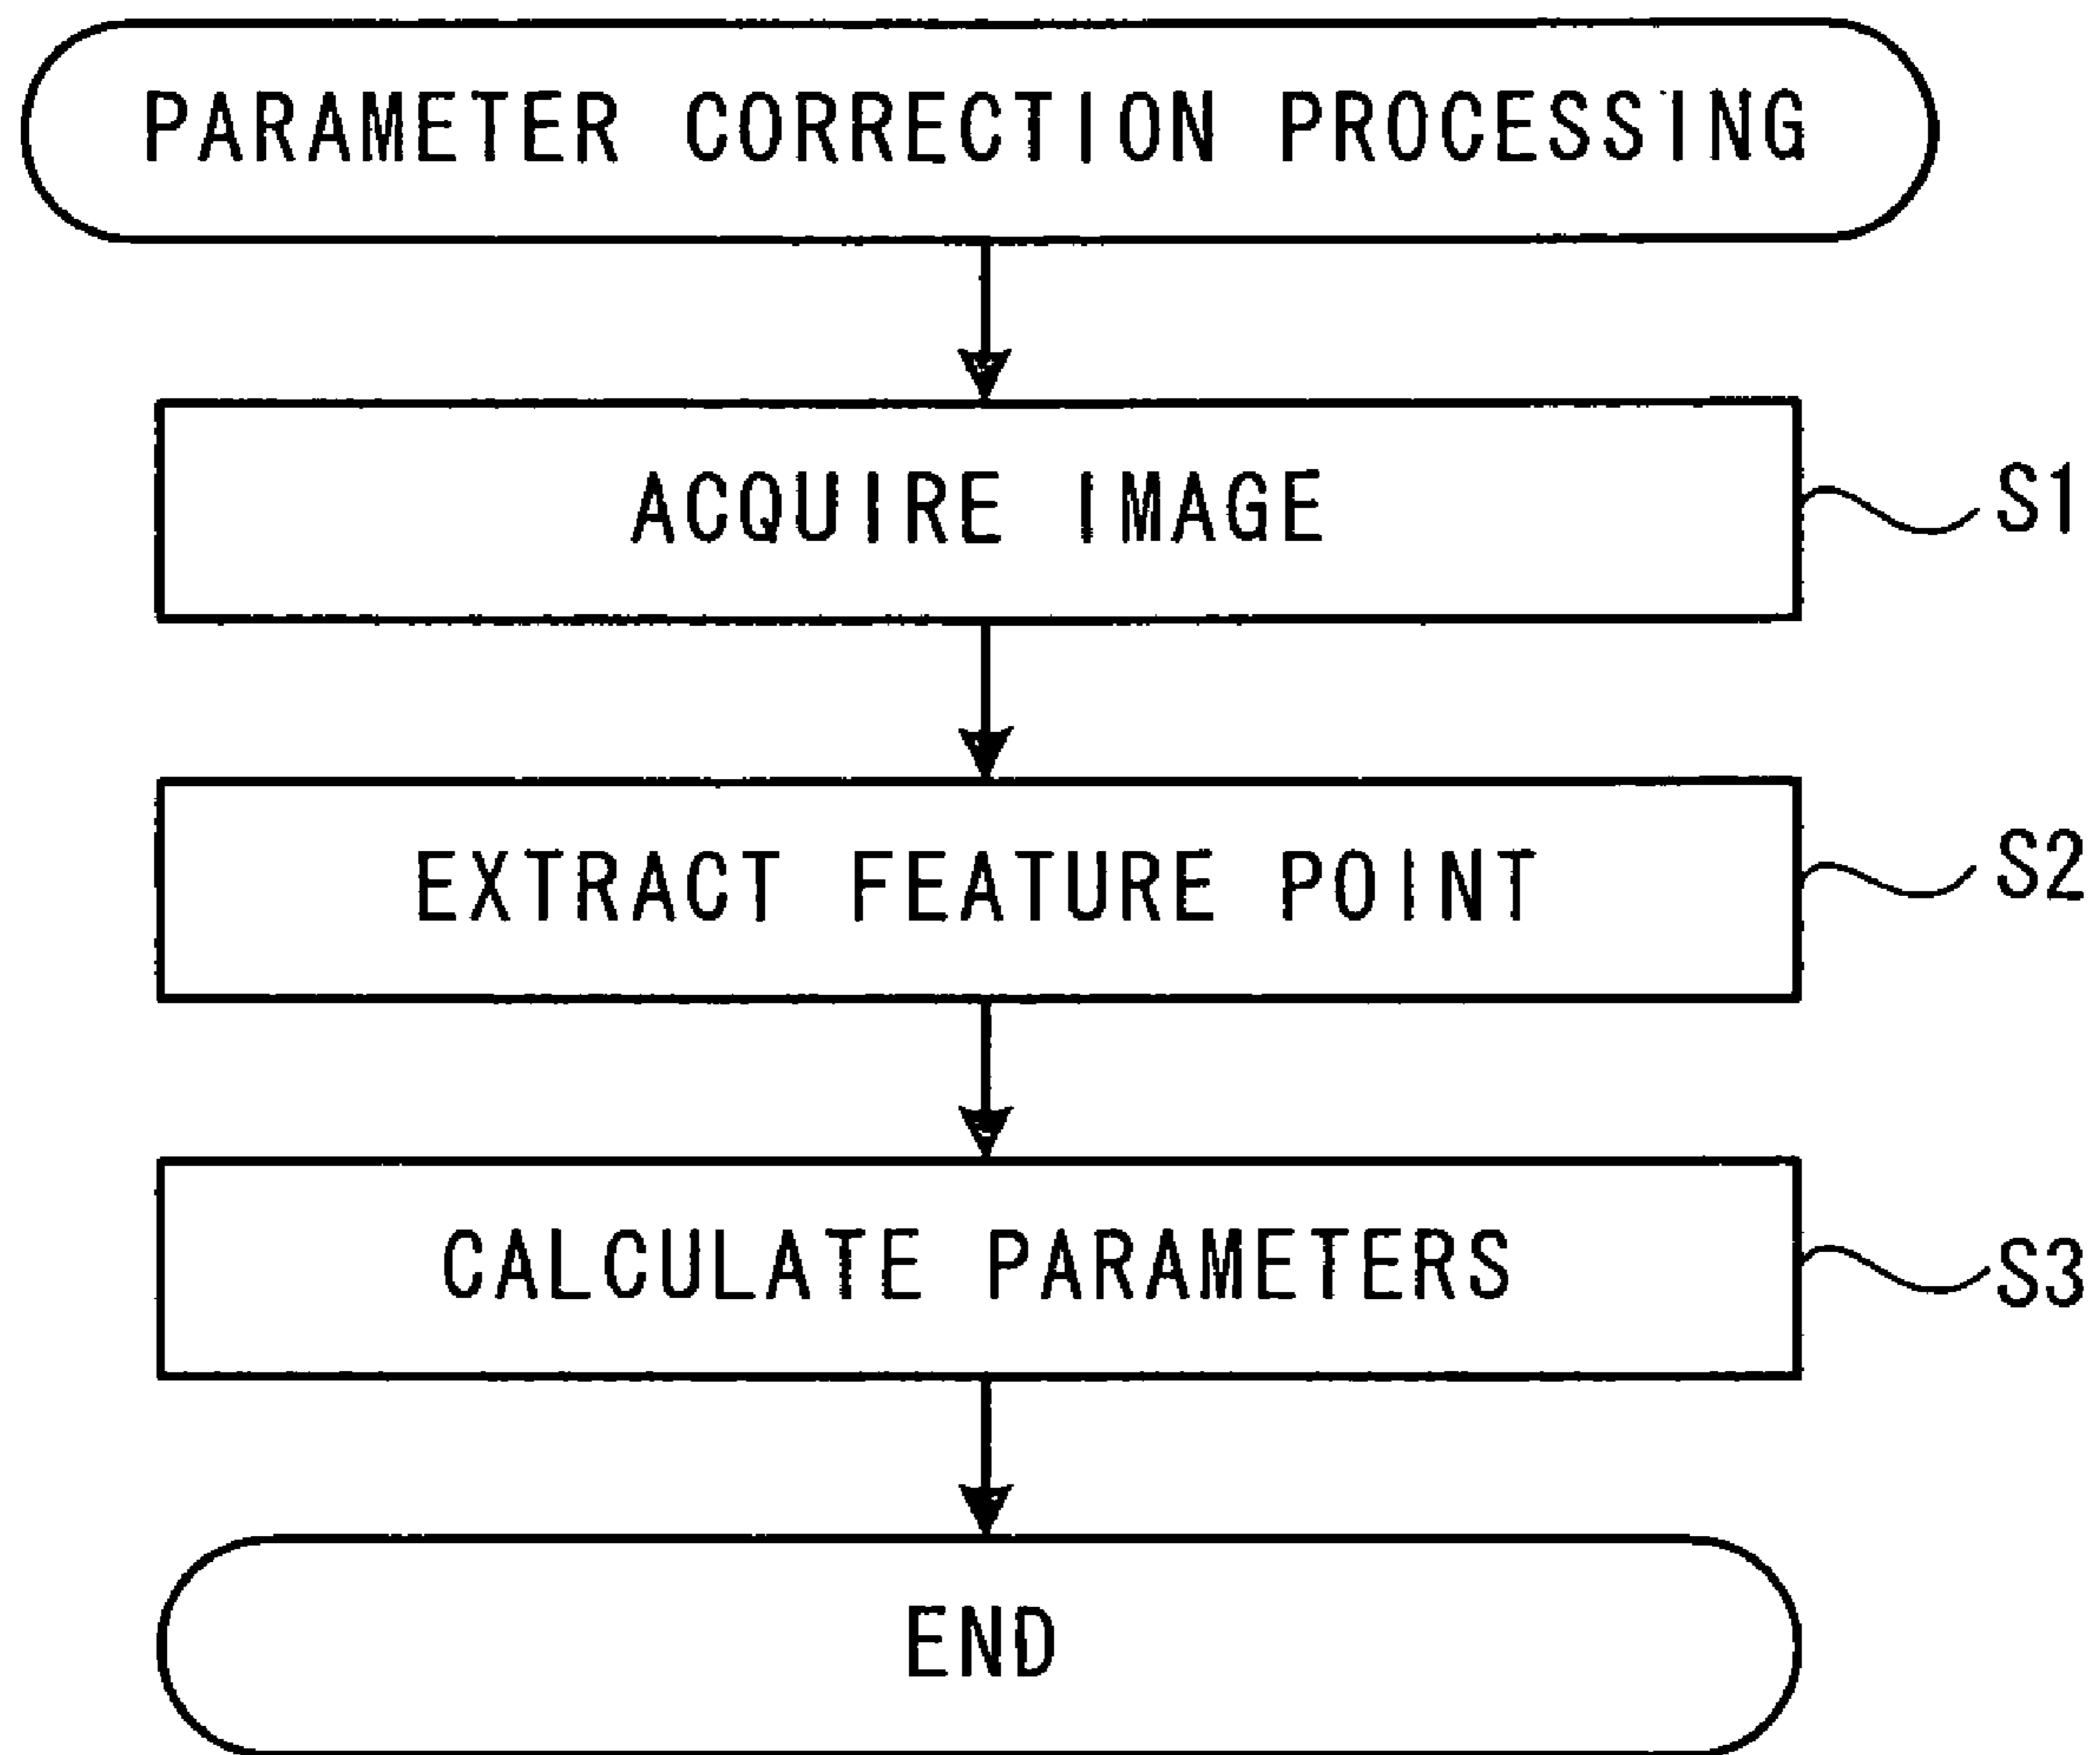 PARAMETER CORRECTION PROCESSING
ACQUIRE IMAGE
S1
EXTRACT FEATURE POINT
S2
CALCULATE PARAMETERS
S3
END